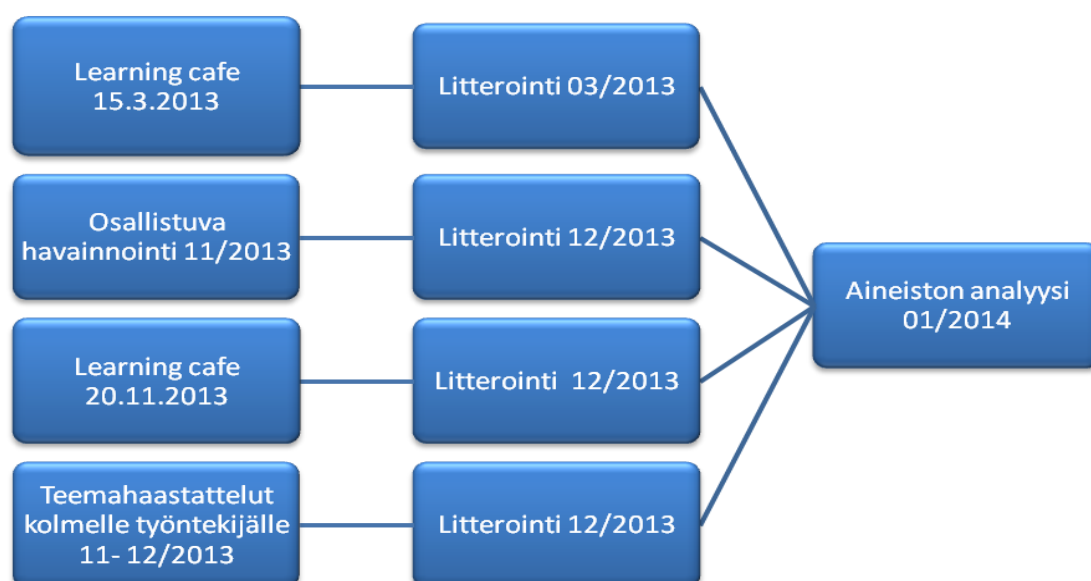 Learning cafe
15.3.2013
Litterointi 03/2013
Osallistuva
havainnointi 11/2013
Litterointi 12/2013
Learning cafe
20.11.2013
Litterointi 12/2013
Teemahaastattelut
kolmelle työntekijälle
11- 12/2013
Litterointi 12/2013
Aineiston analyysi
01/2014